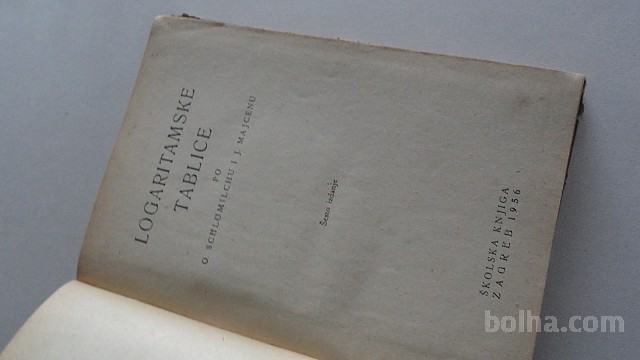 LOGARITAMSKE
TABLICE
PO
O. SCHLÖMILCHU I J. MAJCENU
Šesto izdanje
ŠKOLSKA KNJIGA
ZAGREB 1956
bolha.com